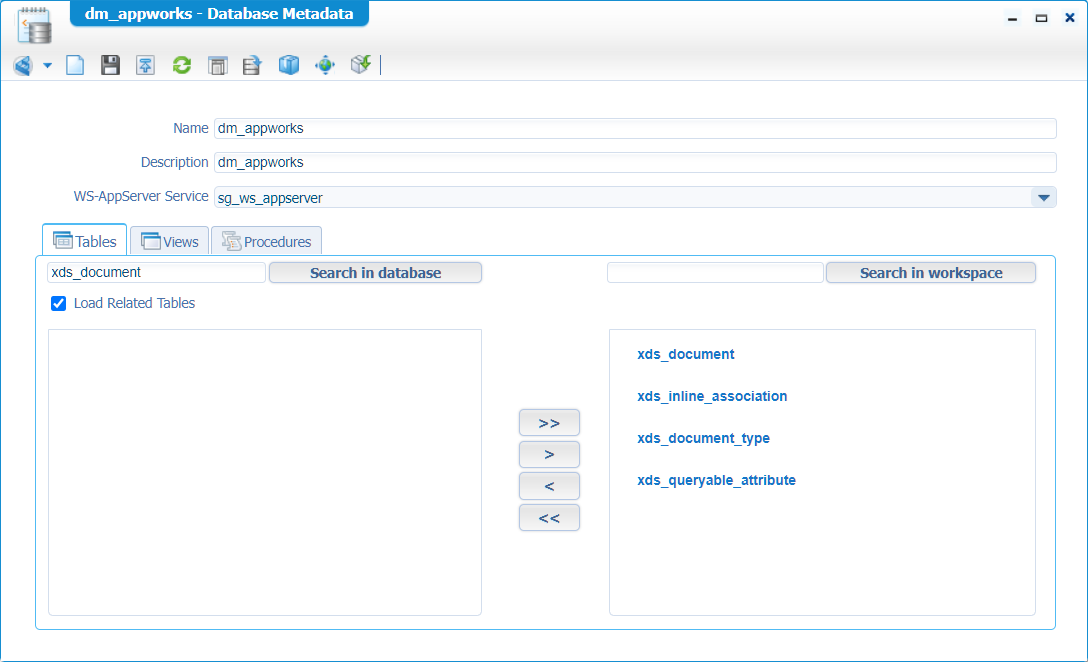 dm_appworks - Database Metadata
Name dm_appworks
Description dm_appworks
WS-AppServer Service sg_ws_appserver
Tables Views Procedures
xds_document Search in database Search in workspace
Load Related Tables
xds_document
xds_inline_association
xds_document_type
xds_queryable_attribute
>>
>
<
<<